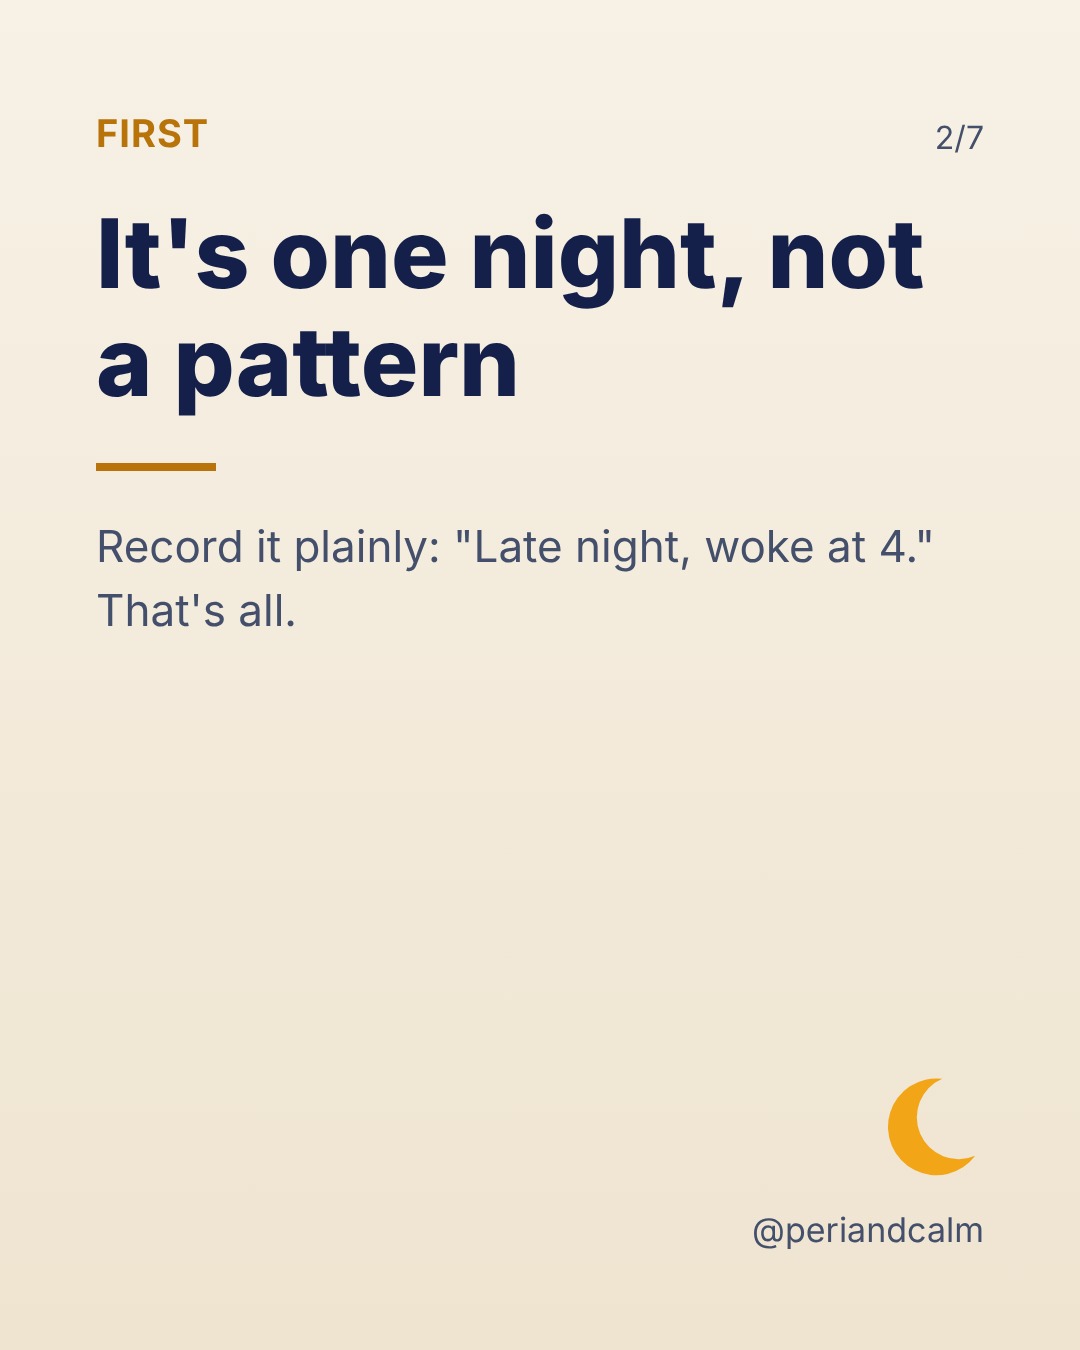 FIRST
2/7
It's one night, not
a pattern
Record it plainly: "Late night, woke at 4."
That's all.
@periandcalm